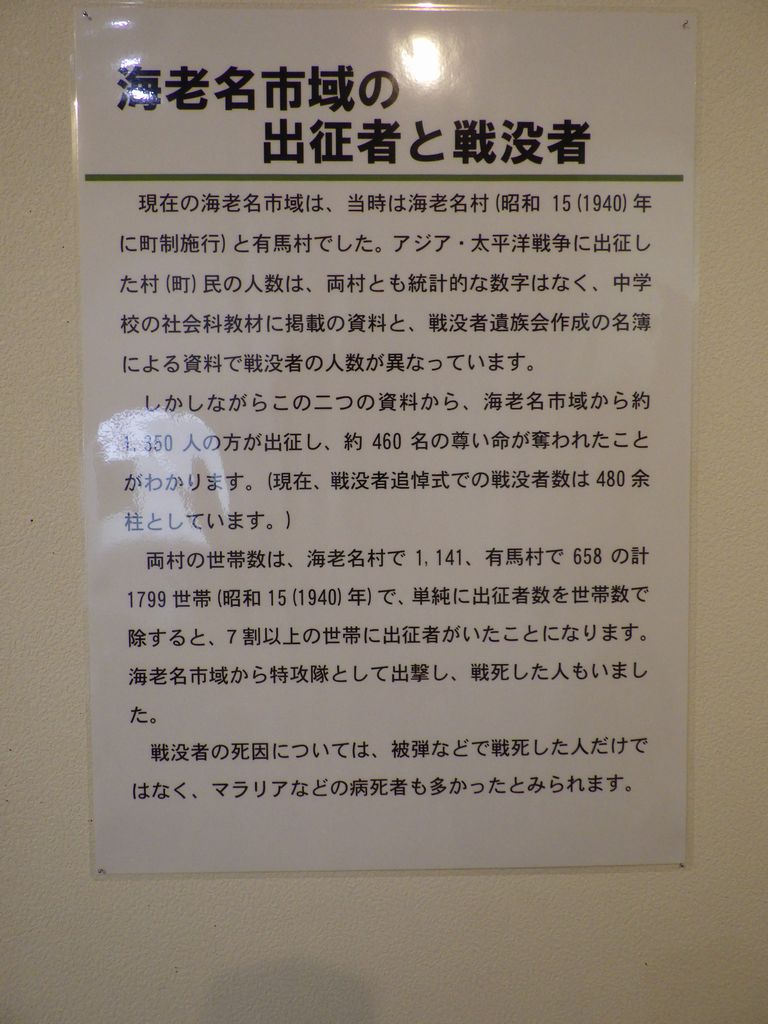 海老名市域の
出征者と戦没者
現在の海老名市域は、当時は海老名村(昭和 15(1940)年
に町制施行)と有馬村でした。アジア・太平洋戦争に出征し
た村(町)民の人数は、両村とも統計的な数字はなく、中学
校の社会科教材に掲載の資料と、戦没者遺族会作成の名簿
による資料で戦没者の人数が異なっています。
しかしながらこの二つの資料から、海老名市域から約
1,350 人の方が出征し、約 460 名の尊い命が奪われたこと
がわかります。(現在、戦没者追悼式での戦没者数は 480 余
柱としています。)
両村の世帯数は、海老名村で 1,141、有馬村で 658 の計
1799 世帯(昭和 15(1940)年)で、単純に出征者数を世帯数で
除すると、7 割以上の世帯に出征者がいたことになります。
海老名市域から特攻隊として出撃し、戦死した人もいまし
た。
戦没者の死因については、被弾などで戦死した人だけで
はなく、マラリアなどの病死者も多かったとみられます。